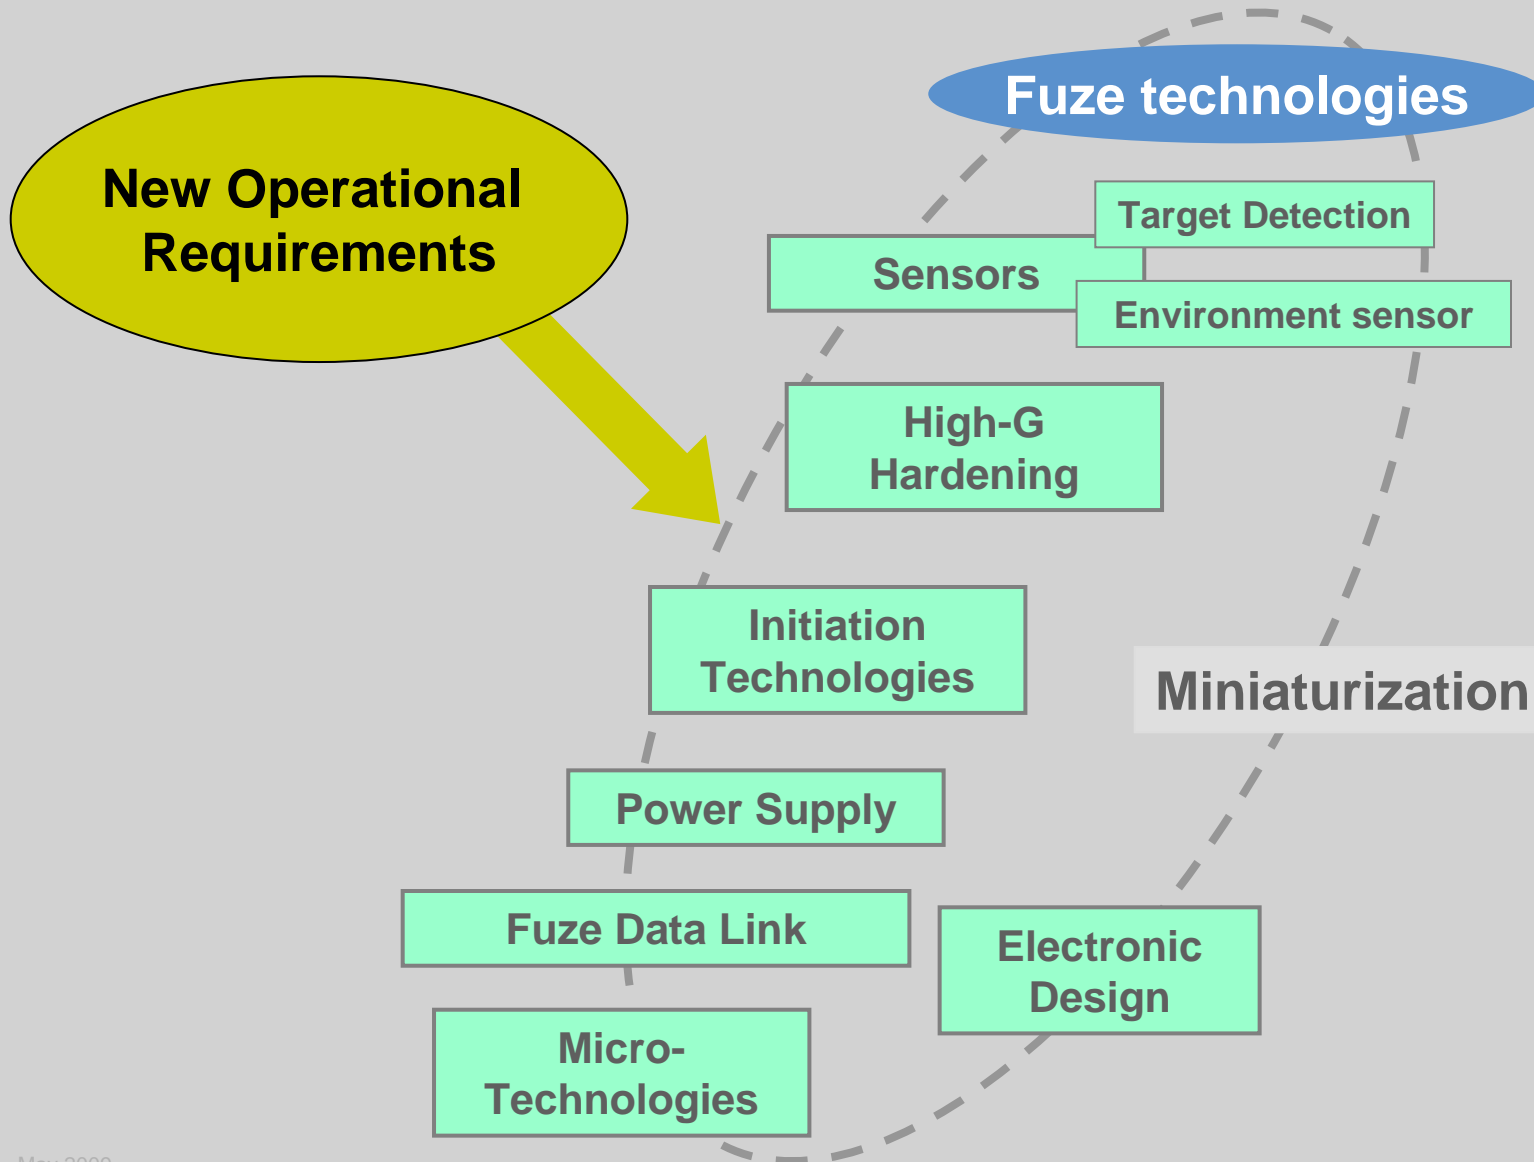 Fuze technologies
New Operational
Requirements
Target Detection
Sensors
Environment sensor
High-G
Hardening
Initiation
Technologies
Miniaturization
Power Supply
Fuze Data Link
Electronic
Design
Micro-
Technologies